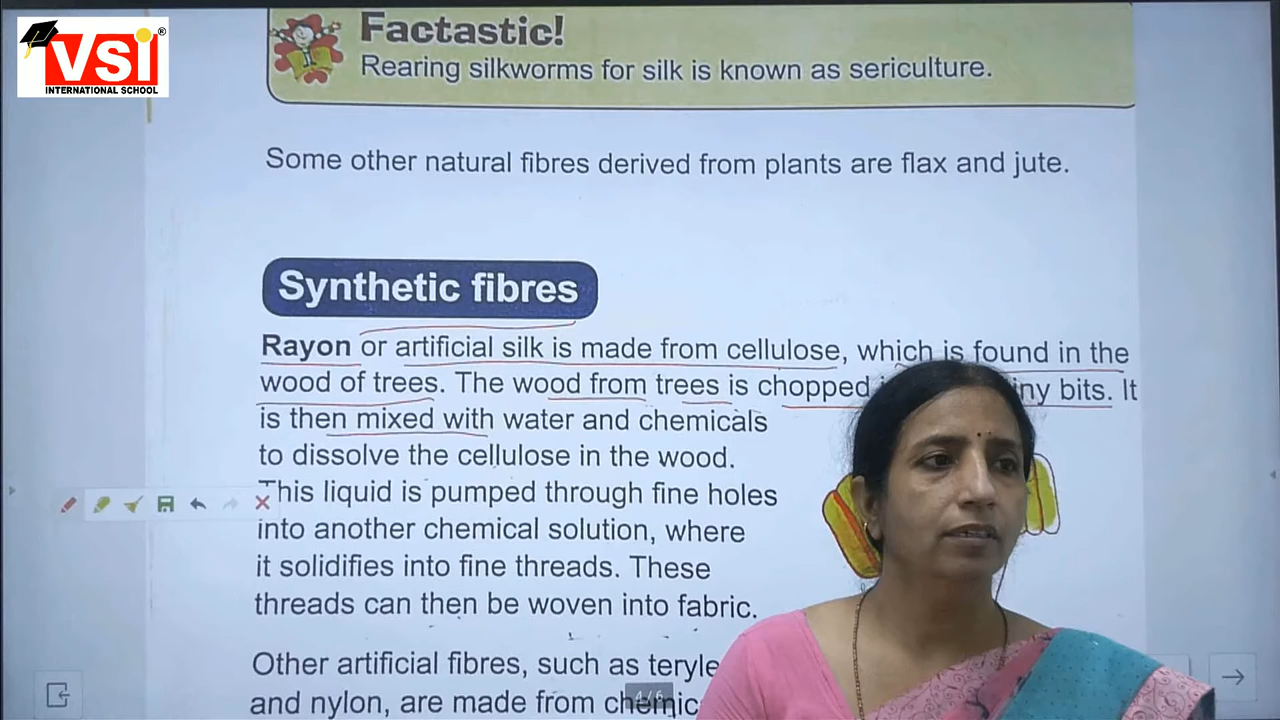 VSi®
INTERNATIONAL SCHOOL
Factastic!
Rearing silkworms for silk is known as sericulture.
Some other natural fibres derived from plants are flax and jute.
Synthetic fibres
Rayon or artificial silk is made from cellulose, which is found in the
wood of trees. The wood from trees is chopped bits. It
is then mixed with water and chemicals
to dissolve the cellulose in the wood.
This liquid is pumped through fine holes
into another chemical solution, where
it solidifies into fine threads. These
threads can then be woven into fabric.
Other artificial fibres, such as
and nylon, are made from
4/6